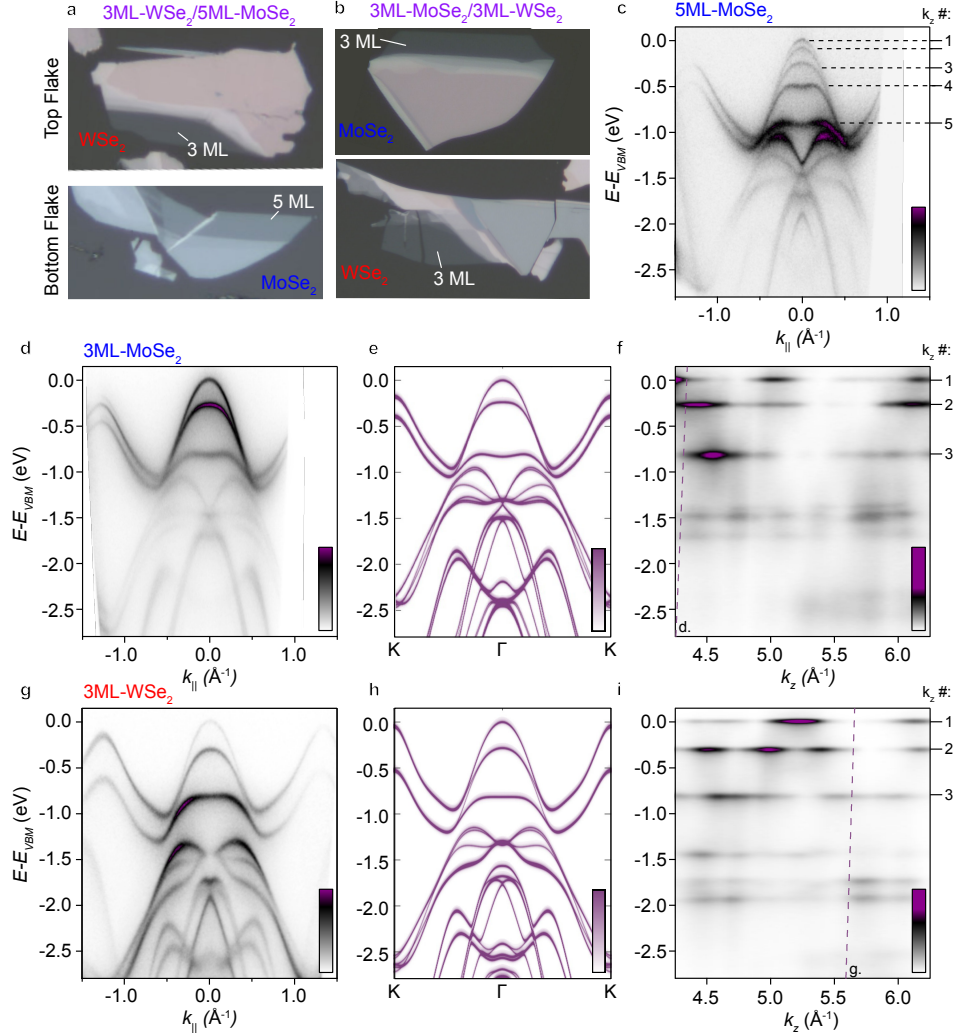 a
3ML-WSe2/5ML-MoSe2
Top Flake
WSe2
3 ML
Bottom Flake
5 ML
MoSe2
b
3ML-MoSe2/3ML-WSe2
3 ML
MoSe2
WSe2
3 ML
c
5ML-MoSe2
kz #:
E-EVBM (eV)
0.0
-0.5
-1.0
-1.5
-2.0
-2.5
1
3
4
5
-1.0 0.0 1.0
k|| (Å-1)
d
3ML-MoSe2
E-EVBM (eV)
0.0
-0.5
-1.0
-1.5
-2.0
-2.5
-1.0 0.0 1.0
k|| (Å-1)
e
0.0
-0.5
-1.0
-1.5
-2.0
-2.5
K Γ K
f
kz #:
0.0
-0.5
-1.0
-1.5
-2.0
-2.5
1
2
3
d.
4.5 5.0 5.5 6.0
kz (Å-1)
g
3ML-WSe2
E-EVBM (eV)
0.0
-0.5
-1.0
-1.5
-2.0
-2.5
-1.0 0.0 1.0
k|| (Å-1)
h
0.0
-0.5
-1.0
-1.5
-2.0
-2.5
K Γ K
i
kz #:
0.0
-0.5
-1.0
-1.5
-2.0
-2.5
1
2
3
g.
4.5 5.0 5.5 6.0
kz (Å-1)